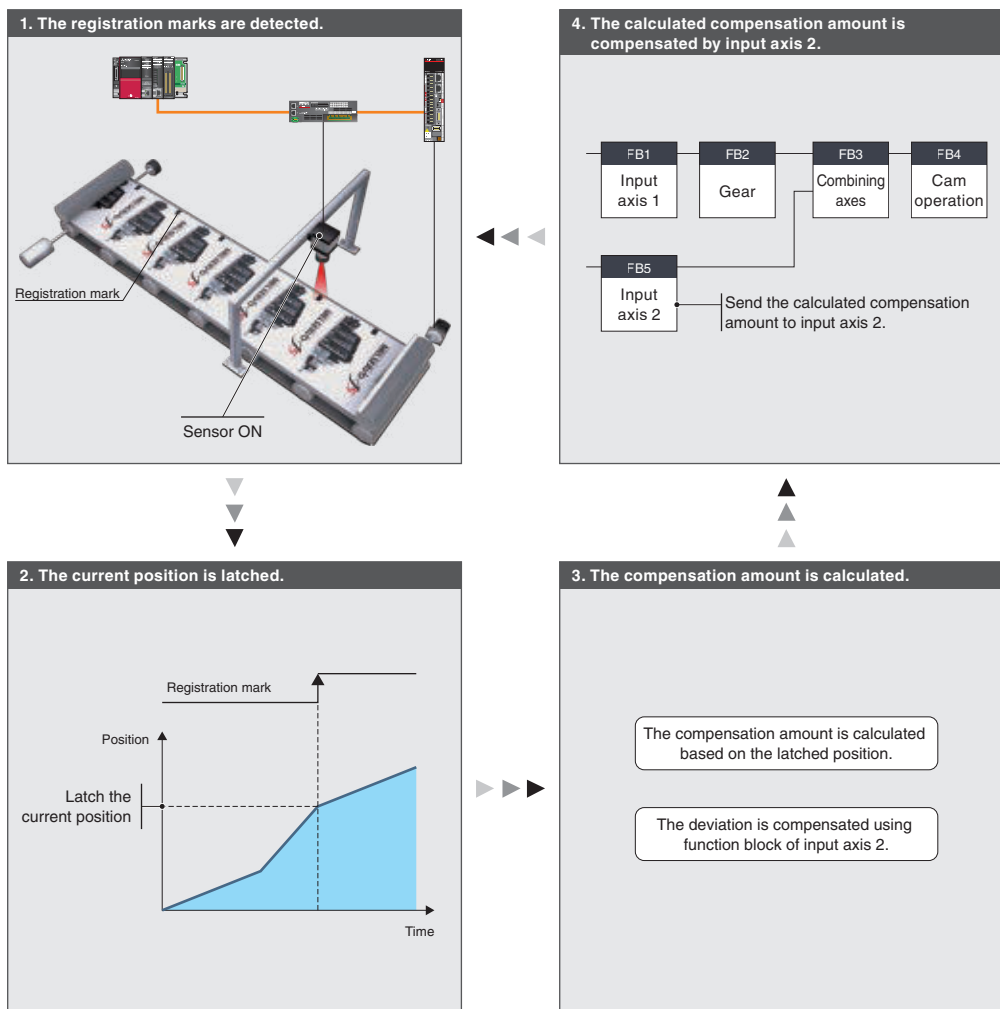 1. The registration marks are detected.
Registration mark
Sensor ON
4. The calculated compensation amount is
compensated by input axis 2.
FB1
Input
axis 1
FB2
Gear
FB3
Combining
axes
FB4
Cam
operation
FB5
Input
axis 2
Send the calculated compensation
amount to input axis 2.
2. The current position is latched.
Registration mark
Position
Latch the
current position
Time
3. The compensation amount is calculated.
The compensation amount is calculated
based on the latched position.
The deviation is compensated using
function block of input axis 2.